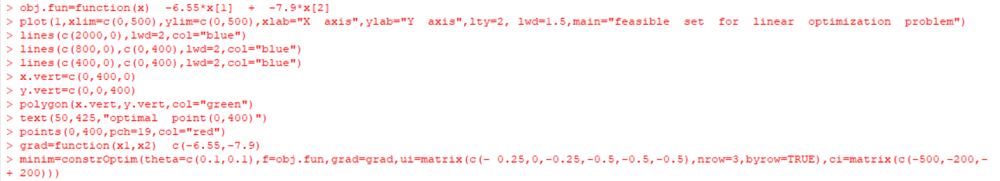 > obj.fun=function(x) -6.55*x[1] + -7.9*x[2]
> plot(1,xlim=c(0,500),ylim=c(0,500),xlab="X axis",ylab="Y axis",lty=2, lwd=1.5,main="feasible set for linear optimization problem")
> lines(c(2000,0),lwd=2,col="blue")
> lines(c(800,0),c(0,400),lwd=2,col="blue")
> lines(c(400,0),c(0,400),lwd=2,col="blue")
> x.vert=c(0,400,0)
> y.vert=c(0,0,400)
> polygon(x.vert,y.vert,col="green")
> text(50,425,"optimal point(0,400)")
> points(0,400,pch=19,col="red")
> grad=function(x1,x2) c(-6.55,-7.9)
> minim=constrOptim(theta=c(0.1,0.1),f=obj.fun,grad=grad,ui=matrix(c(- 0.25,0,-0.25,-0.5,-0.5,-0.5),nrow=3,byrow=TRUE),ci=matrix(c(-500,-200,-
+ 200)))